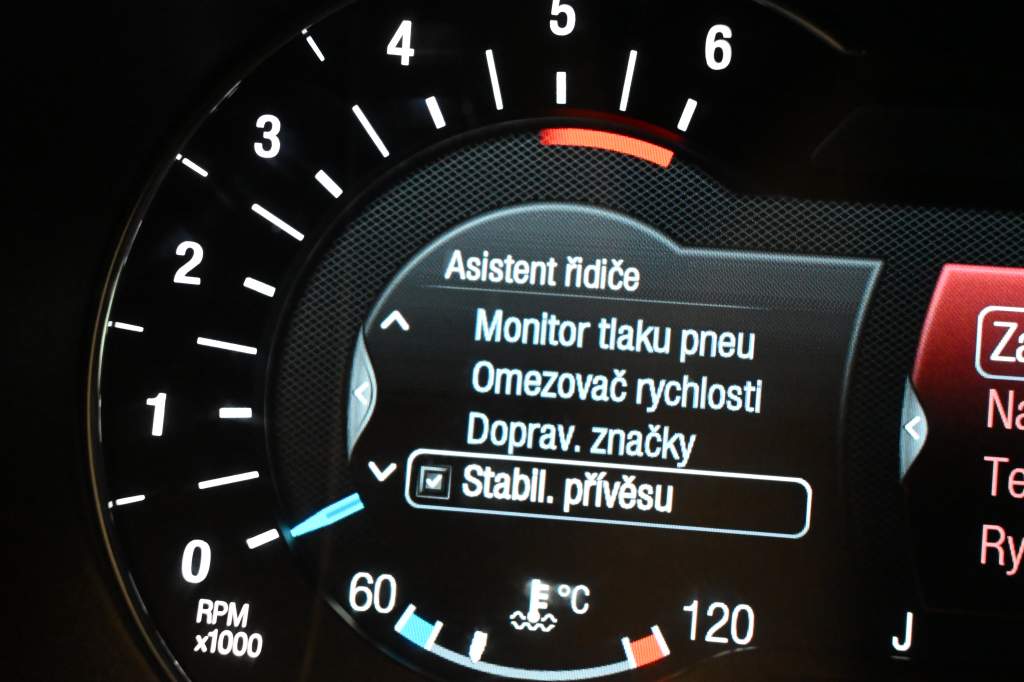 6
5
4
3
2
1
0
RPM
x1000
Asistent řidiče
Monitor tlaku pneu
Omezovač rychlosti
Doprav. značky
Stabil. přívěsu
60
°C
120
J